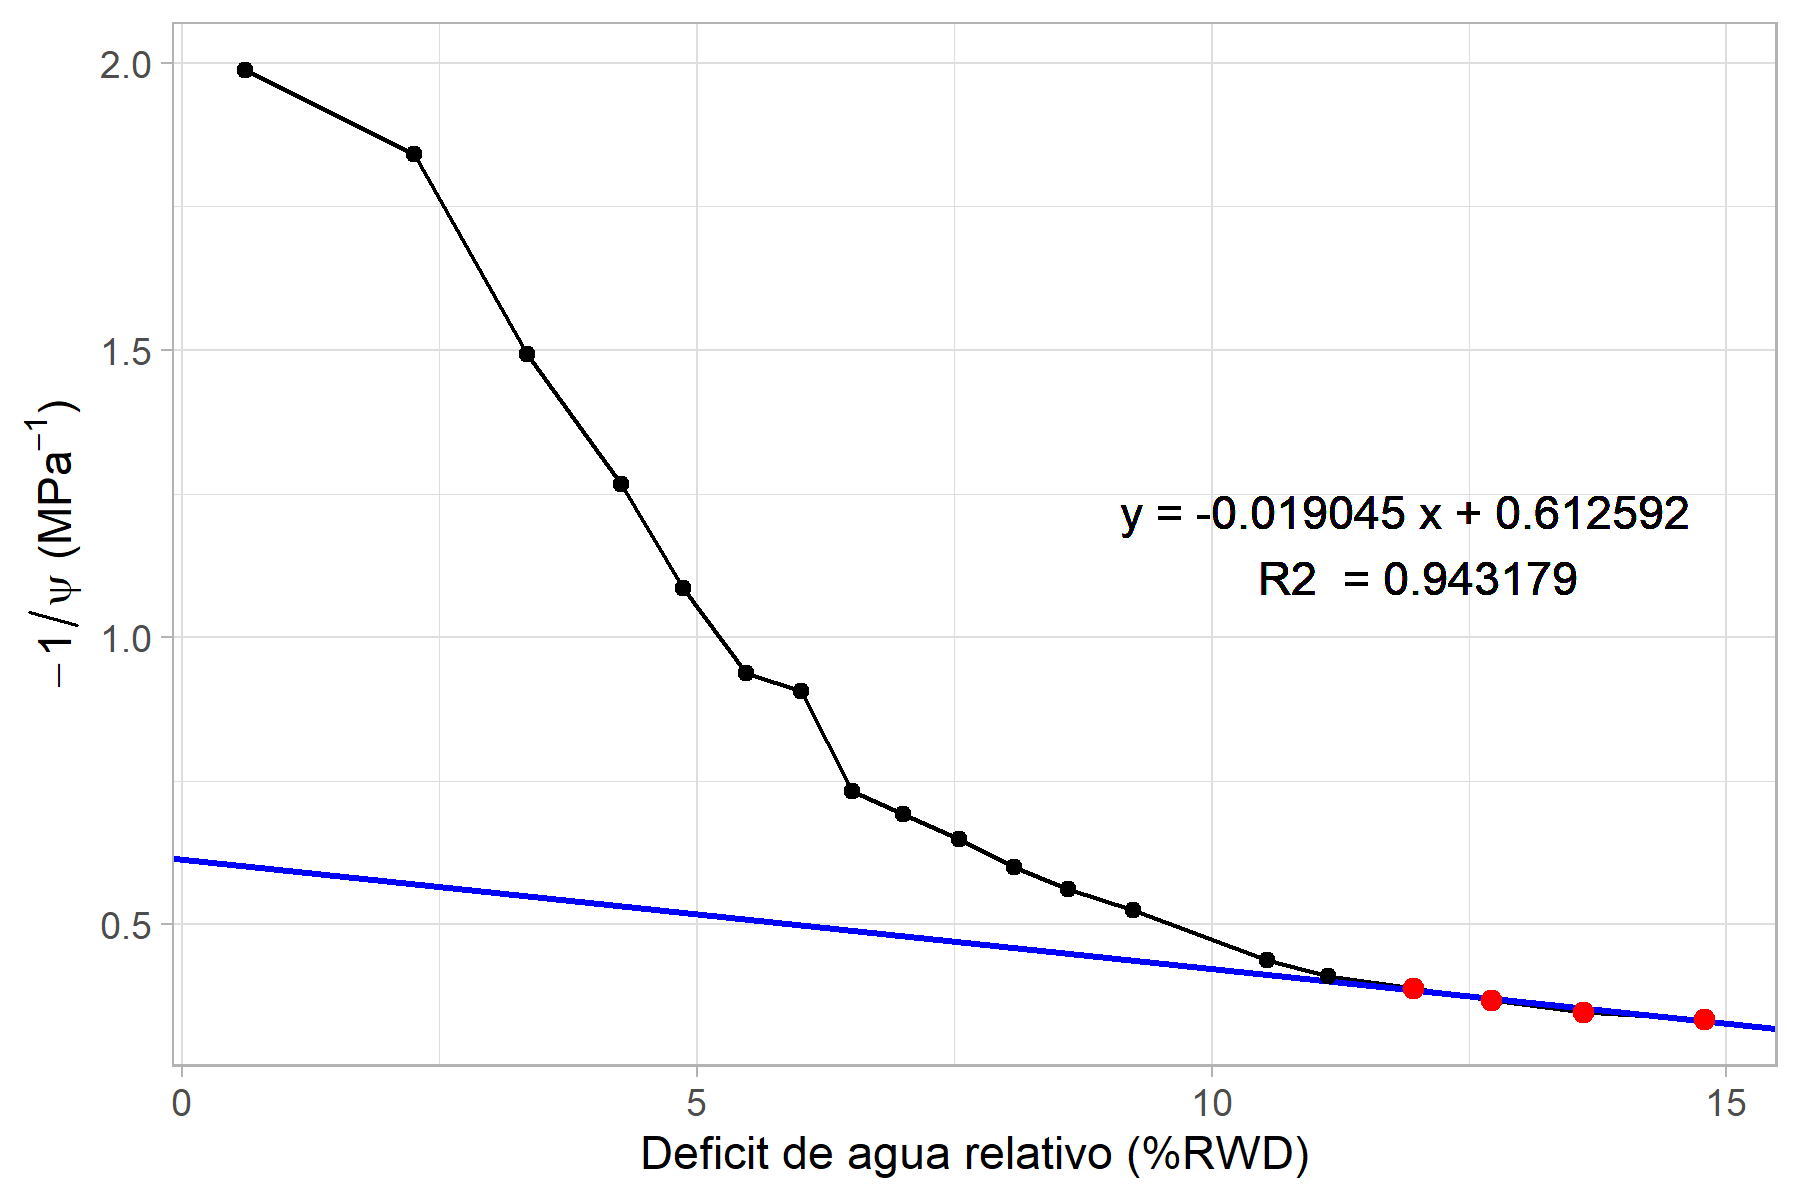 2.0
1.5
1.0
0.5
−1/ψ (MPa⁻¹)
y = -0.019045 x + 0.612592
R2 = 0.943179
0 5 10 15
Deficit de agua relativo (%RWD)